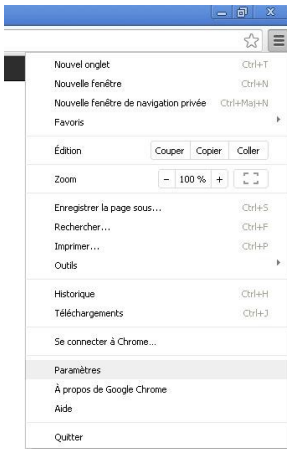 Nouvel onglet Ctrl+T
Nouvelle fenêtre Ctrl+N
Nouvelle fenêtre de navigation privée Ctrl+Maj+N
Favoris
Édition Couper Copier Coller
Zoom − 100 % +
Enregistrer la page sous... Ctrl+S
Rechercher... Ctrl+F
Imprimer... Ctrl+P
Outils
Historique Ctrl+H
Téléchargements Ctrl+J
Se connecter à Chrome...
Paramètres
À propos de Google Chrome
Aide
Quitter